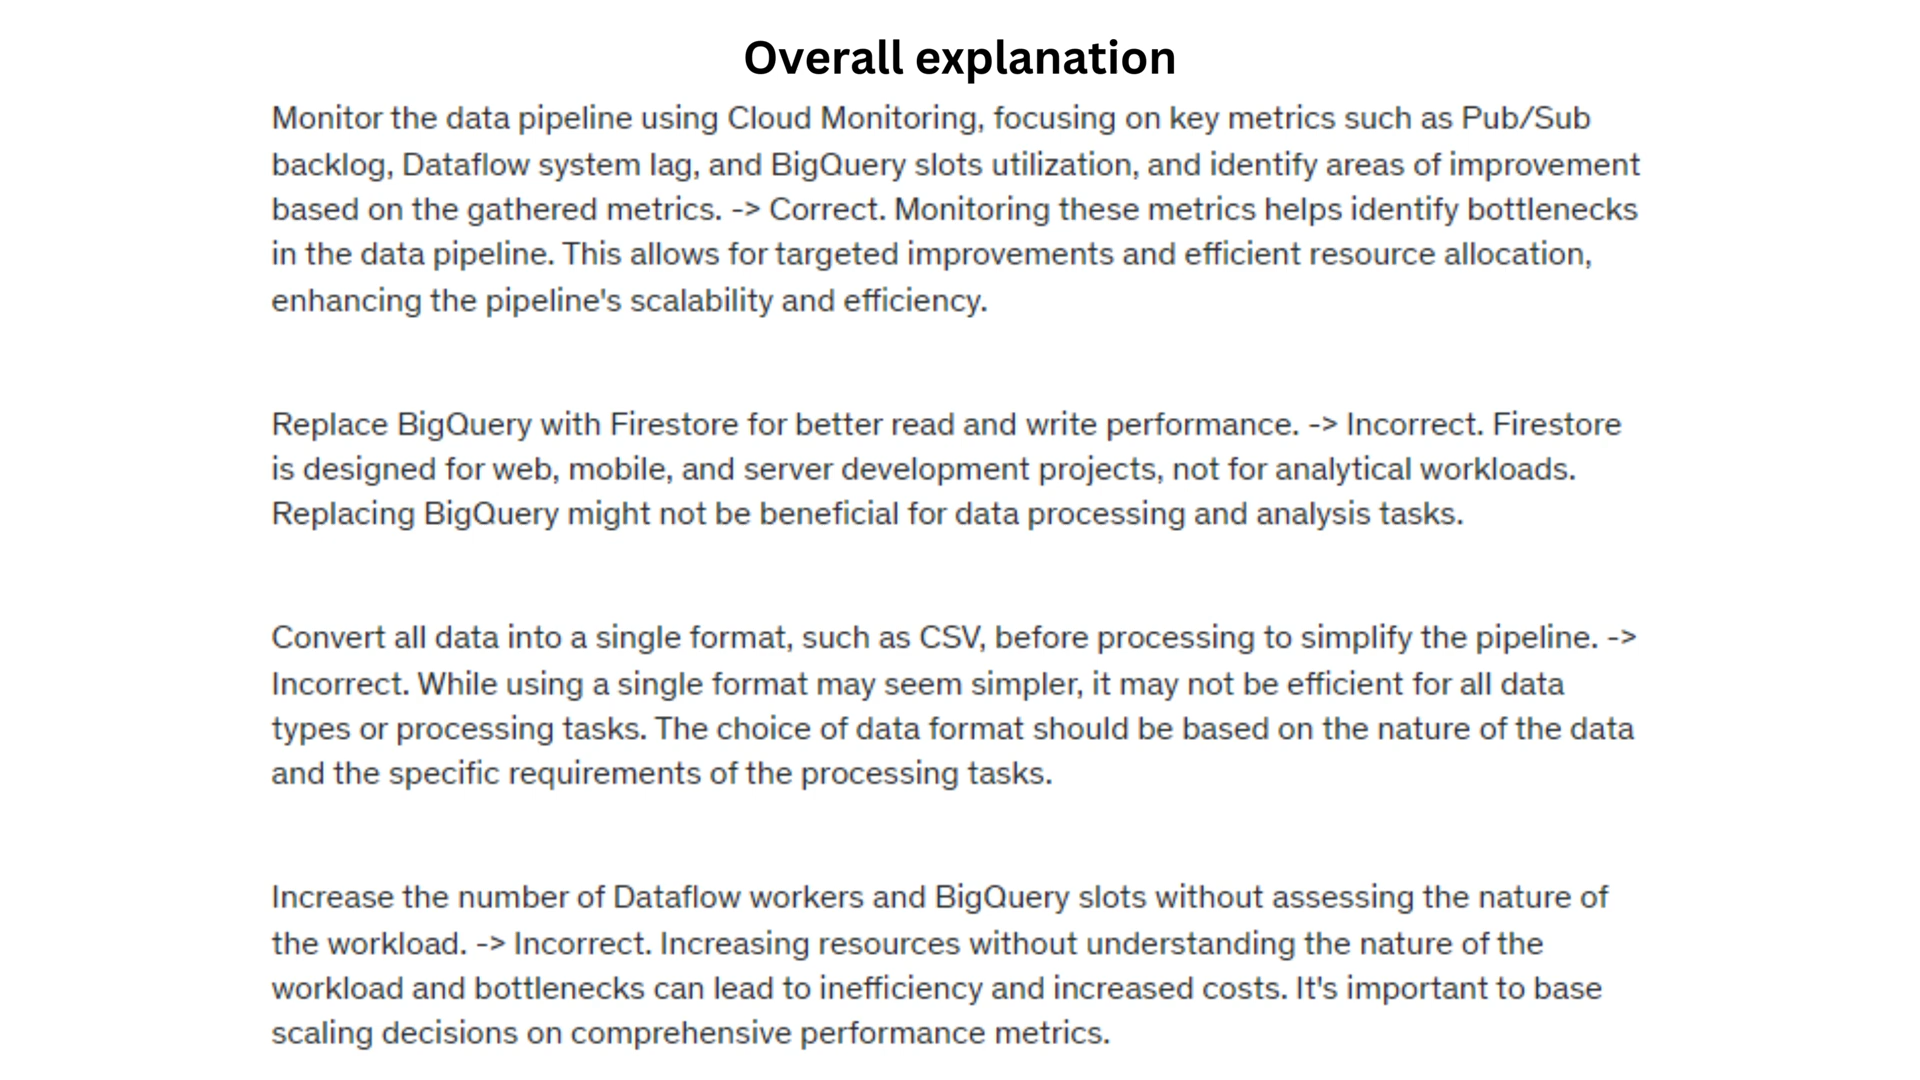 Overall explanation
Monitor the data pipeline using Cloud Monitoring, focusing on key metrics such as Pub/Sub
backlog, Dataflow system lag, and BigQuery slots utilization, and identify areas of improvement
based on the gathered metrics. -> Correct. Monitoring these metrics helps identify bottlenecks
in the data pipeline. This allows for targeted improvements and efficient resource allocation,
enhancing the pipeline's scalability and efficiency.
Replace BigQuery with Firestore for better read and write performance. -> Incorrect. Firestore
is designed for web, mobile, and server development projects, not for analytical workloads.
Replacing BigQuery might not be beneficial for data processing and analysis tasks.
Convert all data into a single format, such as CSV, before processing to simplify the pipeline. ->
Incorrect. While using a single format may seem simpler, it may not be efficient for all data
types or processing tasks. The choice of data format should be based on the nature of the data
and the specific requirements of the processing tasks.
Increase the number of Dataflow workers and BigQuery slots without assessing the nature of
the workload. -> Incorrect. Increasing resources without understanding the nature of the
workload and bottlenecks can lead to inefficiency and increased costs. It's important to base
scaling decisions on comprehensive performance metrics.